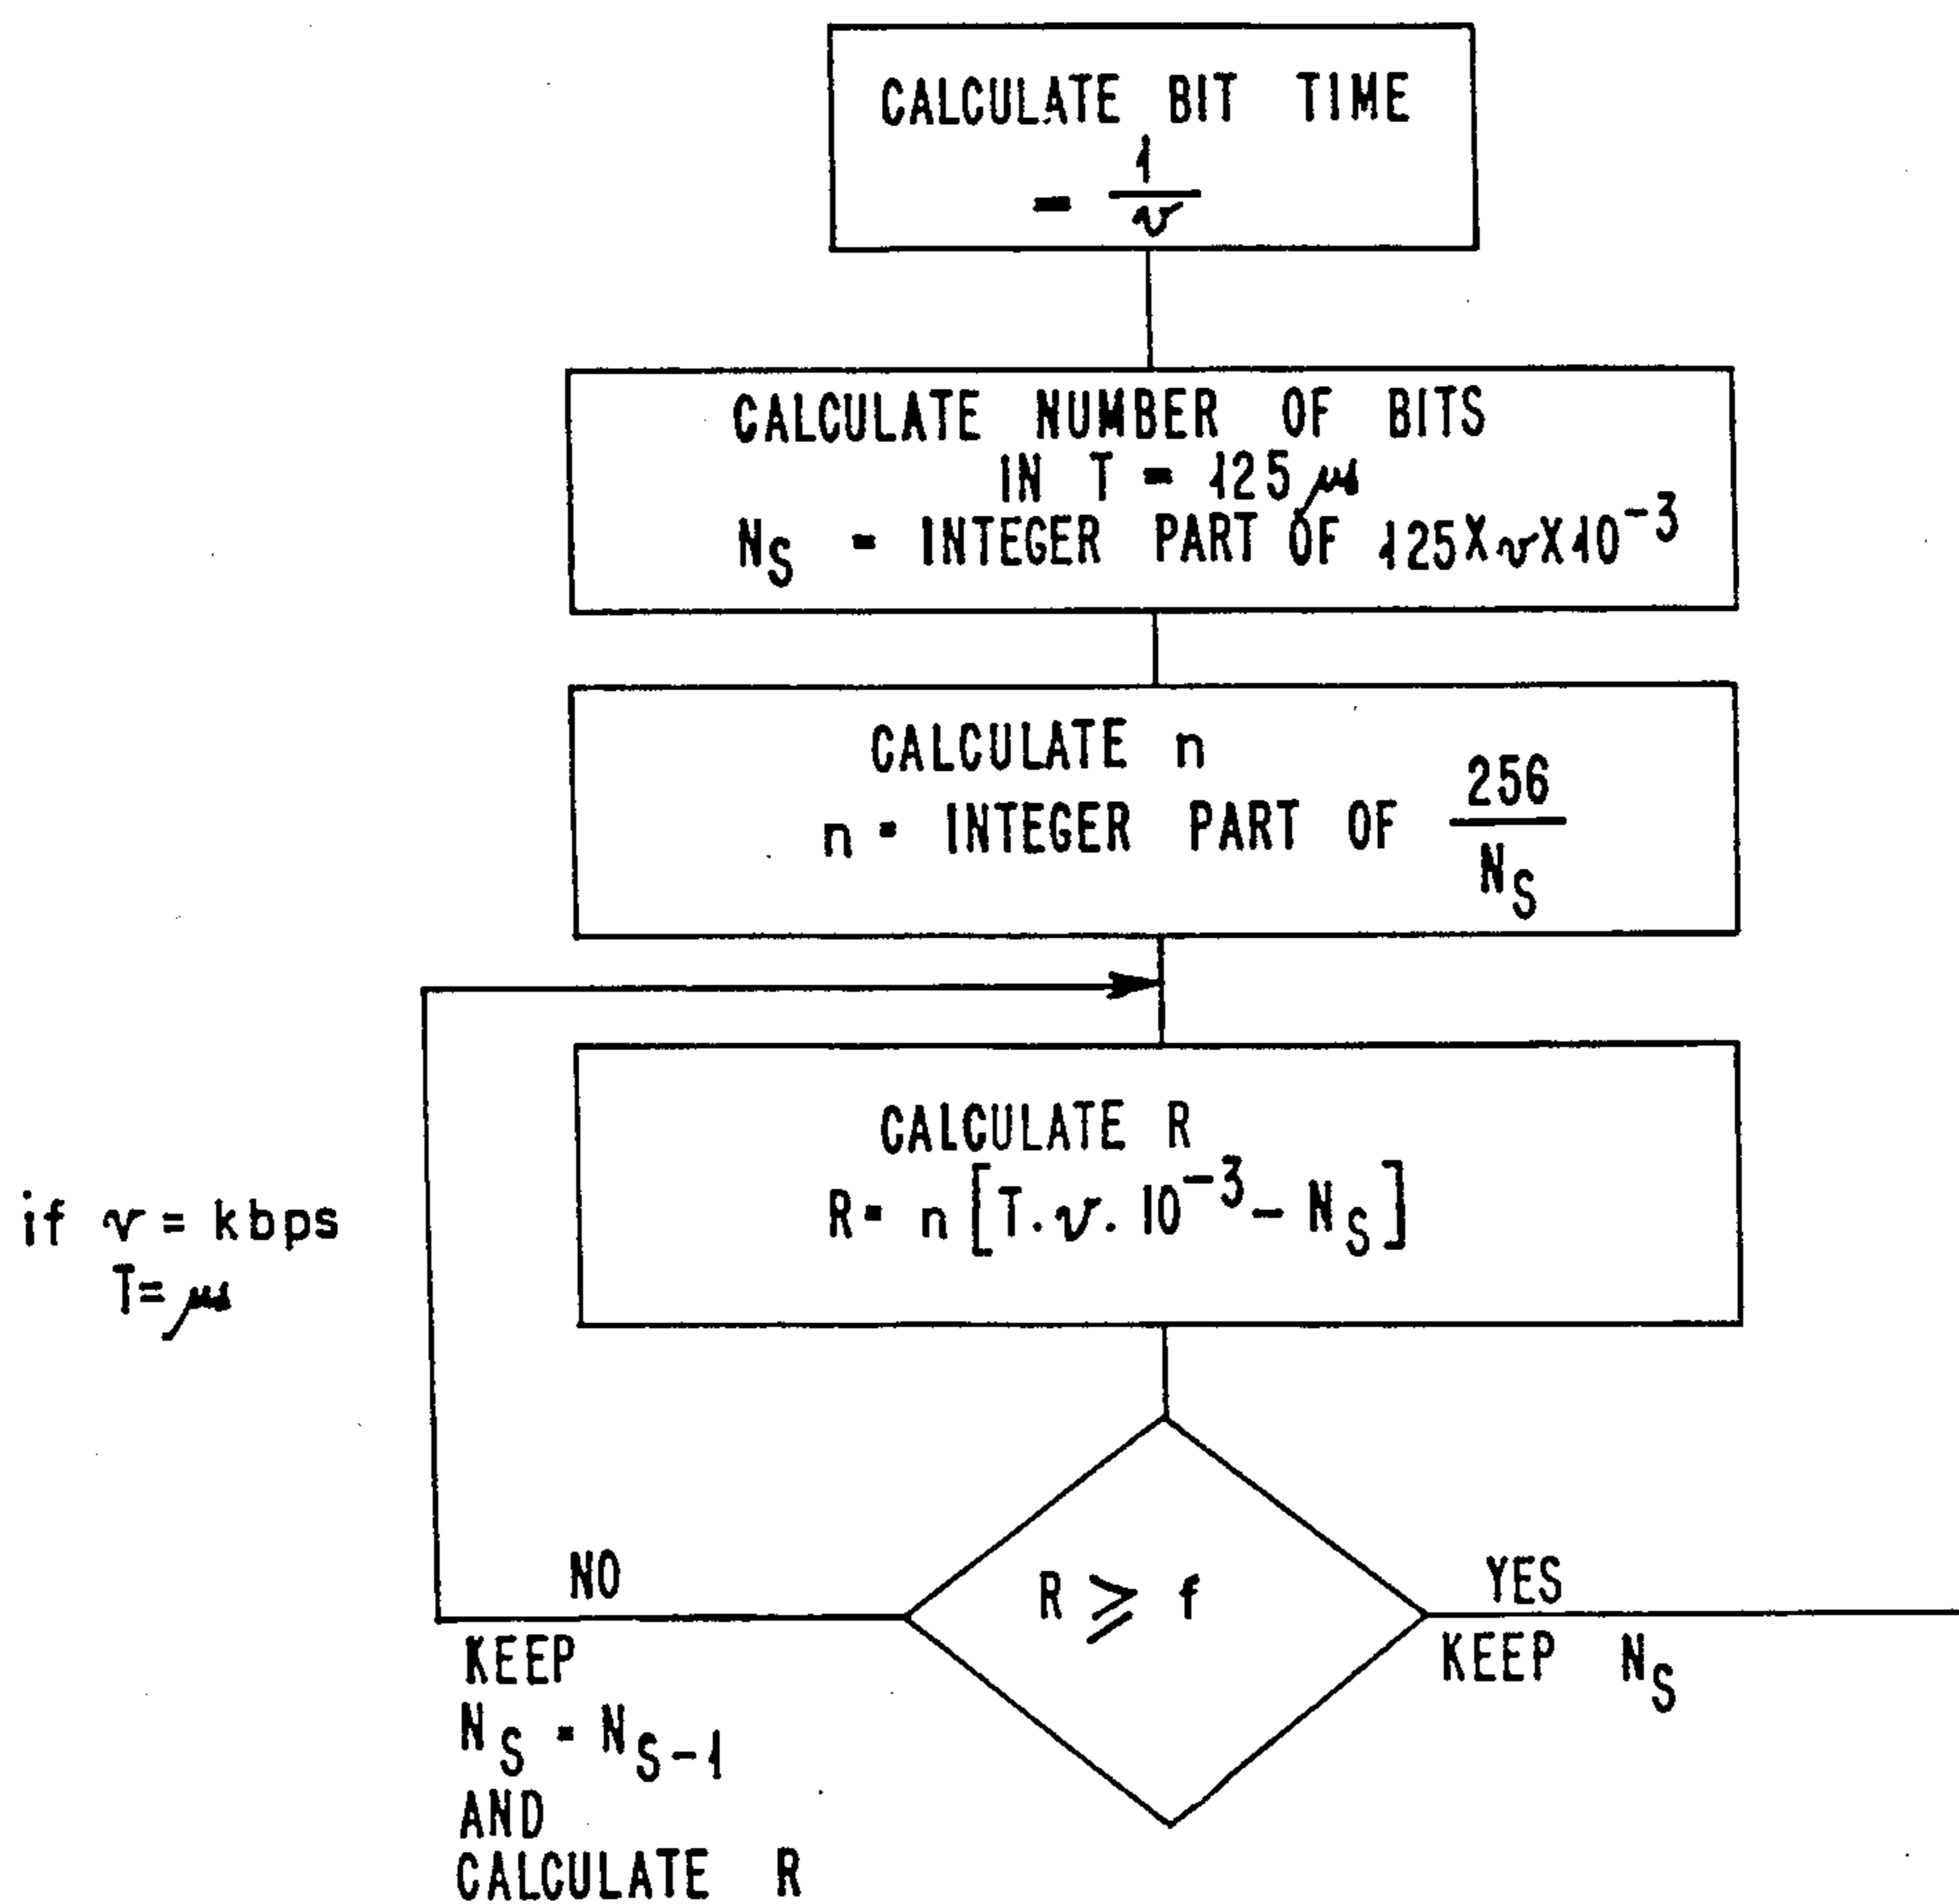 CALCULATE BIT TIME
= 1/v
CALCULATE NUMBER OF BITS
IN T = 125 μs
NS = INTEGER PART OF 125XvX10⁻³
CALCULATE n
n = INTEGER PART OF 256/NS
CALCULATE R
R = n[T.v.10⁻³ - NS]
if v = kbps
T= μs
R ⩾ f
NO
KEEP
NS = NS-1
AND
CALCULATE R
YES
KEEP NS